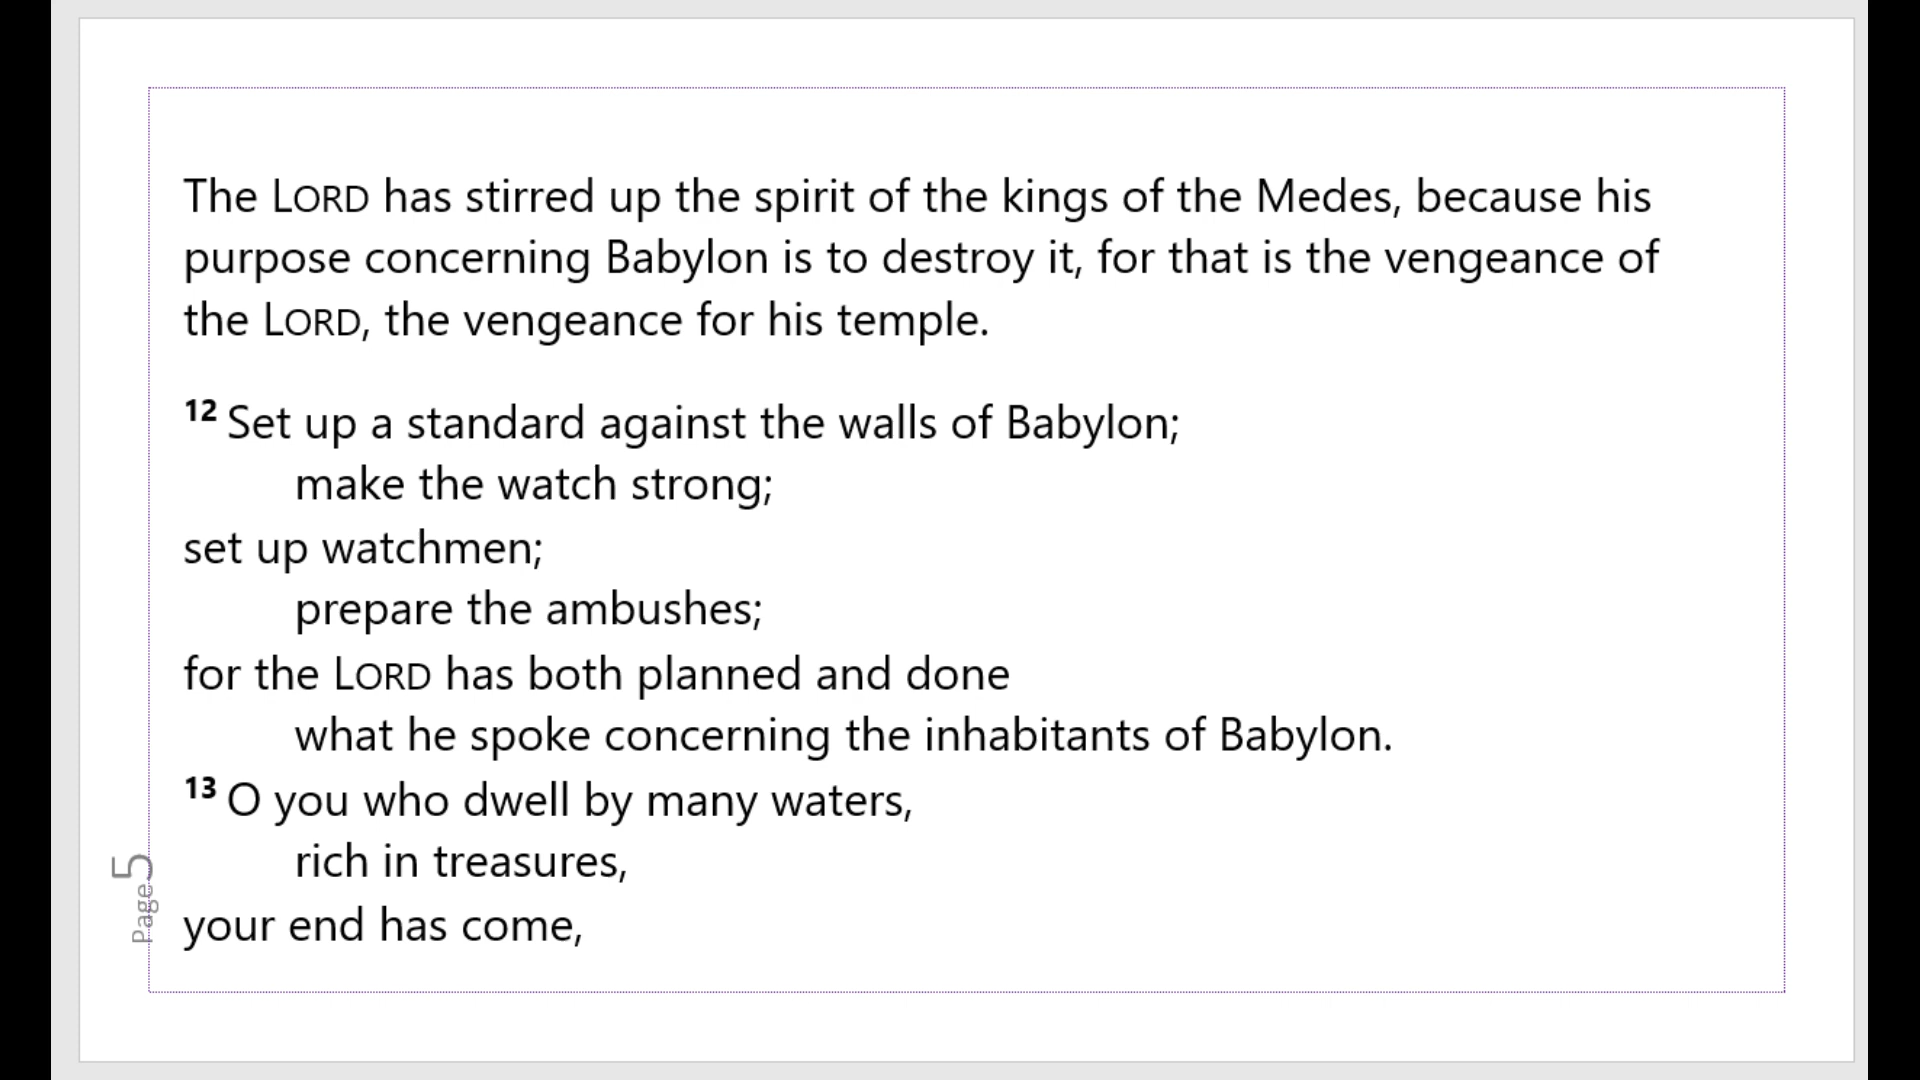 The LORD has stirred up the spirit of the kings of the Medes, because his
purpose concerning Babylon is to destroy it, for that is the vengeance of
the LORD, the vengeance for his temple.
12 Set up a standard against the walls of Babylon;
make the watch strong;
set up watchmen;
prepare the ambushes;
for the LORD has both planned and done
what he spoke concerning the inhabitants of Babylon.
13 O you who dwell by many waters,
rich in treasures,
your end has come,
Page 5